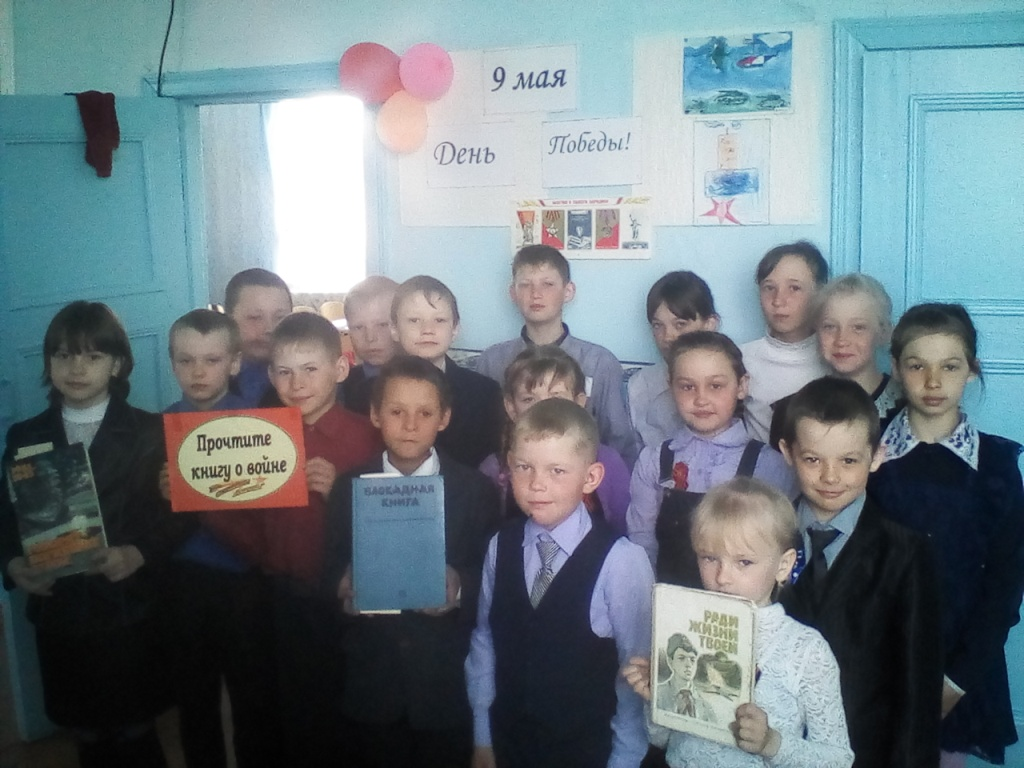 9 мая
День
Победы!
Прочтите
книгу о войне
БЛОКАДНАЯ
КНИГА
РАДИ
ЖИЗНИ
ТВОЕЙ